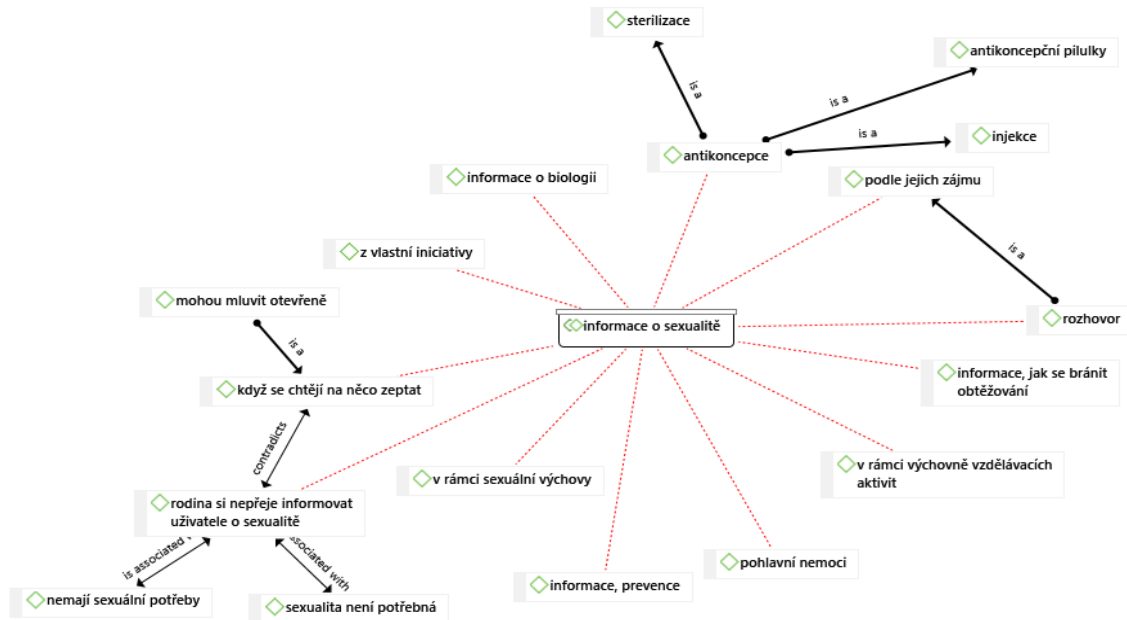 sterilizace
antikoncepční pilulky
is a
is a
is a
injekce
antikoncepce
informace o biologii
podle jejich zájmu
z vlastní iniciativy
is a
mohou mluvit otevřeně
informace o sexualitě
rozhovor
is a
když se chtějí na něco zeptat
informace, jak se bránit
obtěžování
contradicts
v rámci sexuální výchovy
v rámci výchovně vzdělávacích
aktivit
rodina si nepřeje informovat
uživatele o sexualitě
is associated
associated with
pohlavní nemoci
informace, prevence
nemají sexuální potřeby
sexualita není potřebná